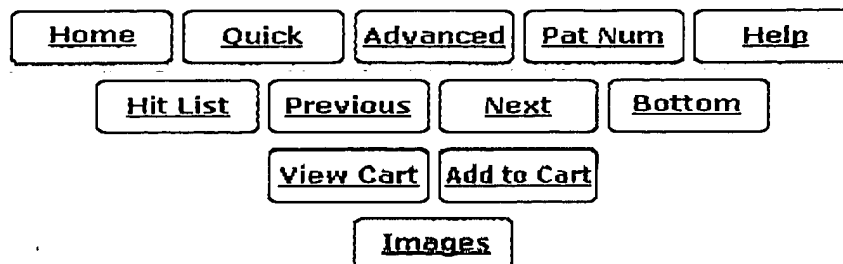 Home Quick Advanced Pat Num Help
Hit List Previous Next Bottom
View Cart Add to Cart
Images